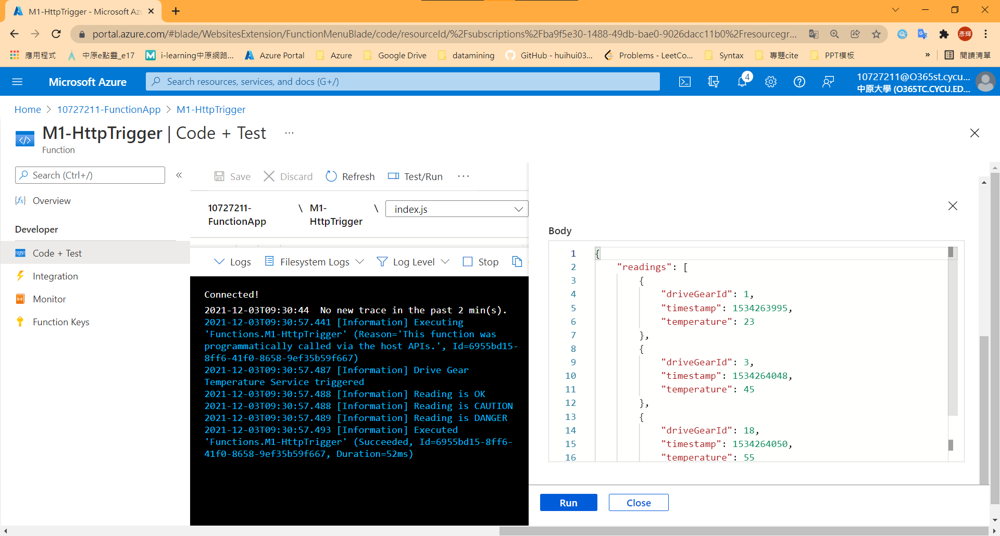 M1-HttpTrigger - Microsoft Az
portal.azure.com/#blade/WebsitesExtension/FunctionMenuBlade/code/resourceId/%2Fsubscriptions%2Fba9f5e30-1488-49db-bae0-9026dacc11b0%2Fresourcegr...
彥輝
應用程式
中原e點靈_e17
i-learning中原網路...
Azure Portal
Azure
Google Drive
datamining
GitHub - huihui03...
Problems - LeetCo...
Syntax
專題cite
PPT模板
»
閱讀清單
Microsoft Azure
Search resources, services, and docs (G+/)
4
10727211@O365st.cycu...
中原大學 (O365TC.CYCU.ED...
Home > 10727211-FunctionApp > M1-HttpTrigger
M1-HttpTrigger | Code + Test ...
Function
Search (Ctrl+/)
«
Overview
Developer
Code + Test
Integration
Monitor
Function Keys
Save
Discard
Refresh
Test/Run
...
10727211-FunctionApp \ M1-HttpTrigger \ index.js
Logs
Filesystem Logs
Log Level
Stop
Connected!
2021-12-03T09:30:44  No new trace in the past 2 min(s).
2021-12-03T09:30:57.441 [Information] Executing
'Functions.M1-HttpTrigger' (Reason='This function was
programmatically called via the host APIs.', Id=6955bd15-
8ff6-41f0-8658-9ef35b59f667)
2021-12-03T09:30:57.487 [Information] Drive Gear
Temperature Service triggered
2021-12-03T09:30:57.488 [Information] Reading is OK
2021-12-03T09:30:57.488 [Information] Reading is CAUTION
2021-12-03T09:30:57.489 [Information] Reading is DANGER
2021-12-03T09:30:57.493 [Information] Executed
'Functions.M1-HttpTrigger' (Succeeded, Id=6955bd15-8ff6-
41f0-8658-9ef35b59f667, Duration=52ms)
Body
1 {
2 "readings": [
3 {
4 "driveGearId": 1,
5 "timestamp": 1534263995,
6 "temperature": 23
7 },
8 {
9 "driveGearId": 3,
10 "timestamp": 1534264048,
11 "temperature": 45
12 },
13 {
14 "driveGearId": 18,
15 "timestamp": 1534264050,
16 "temperature": 55
Run
Close